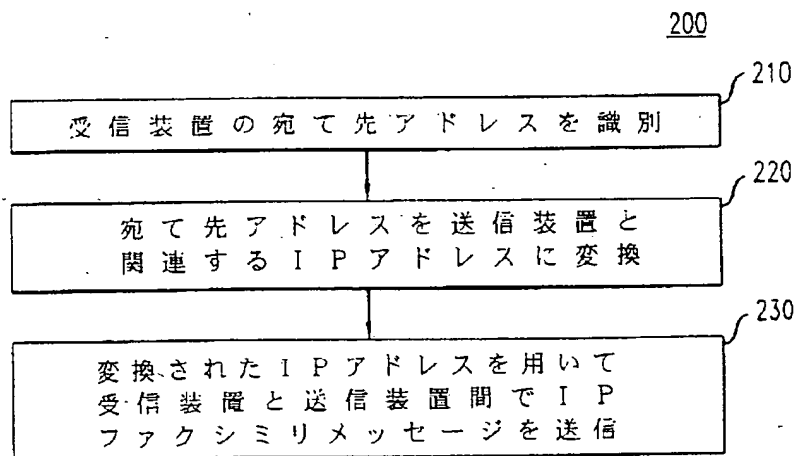 200
210
受信装置の宛て先アドレスを識別
220
宛て先アドレスを送信装置と
関連するIPアドレスに変換
230
変換されたIPアドレスを用いて
受信装置と送信装置間でIP
ファクシミリメッセージを送信